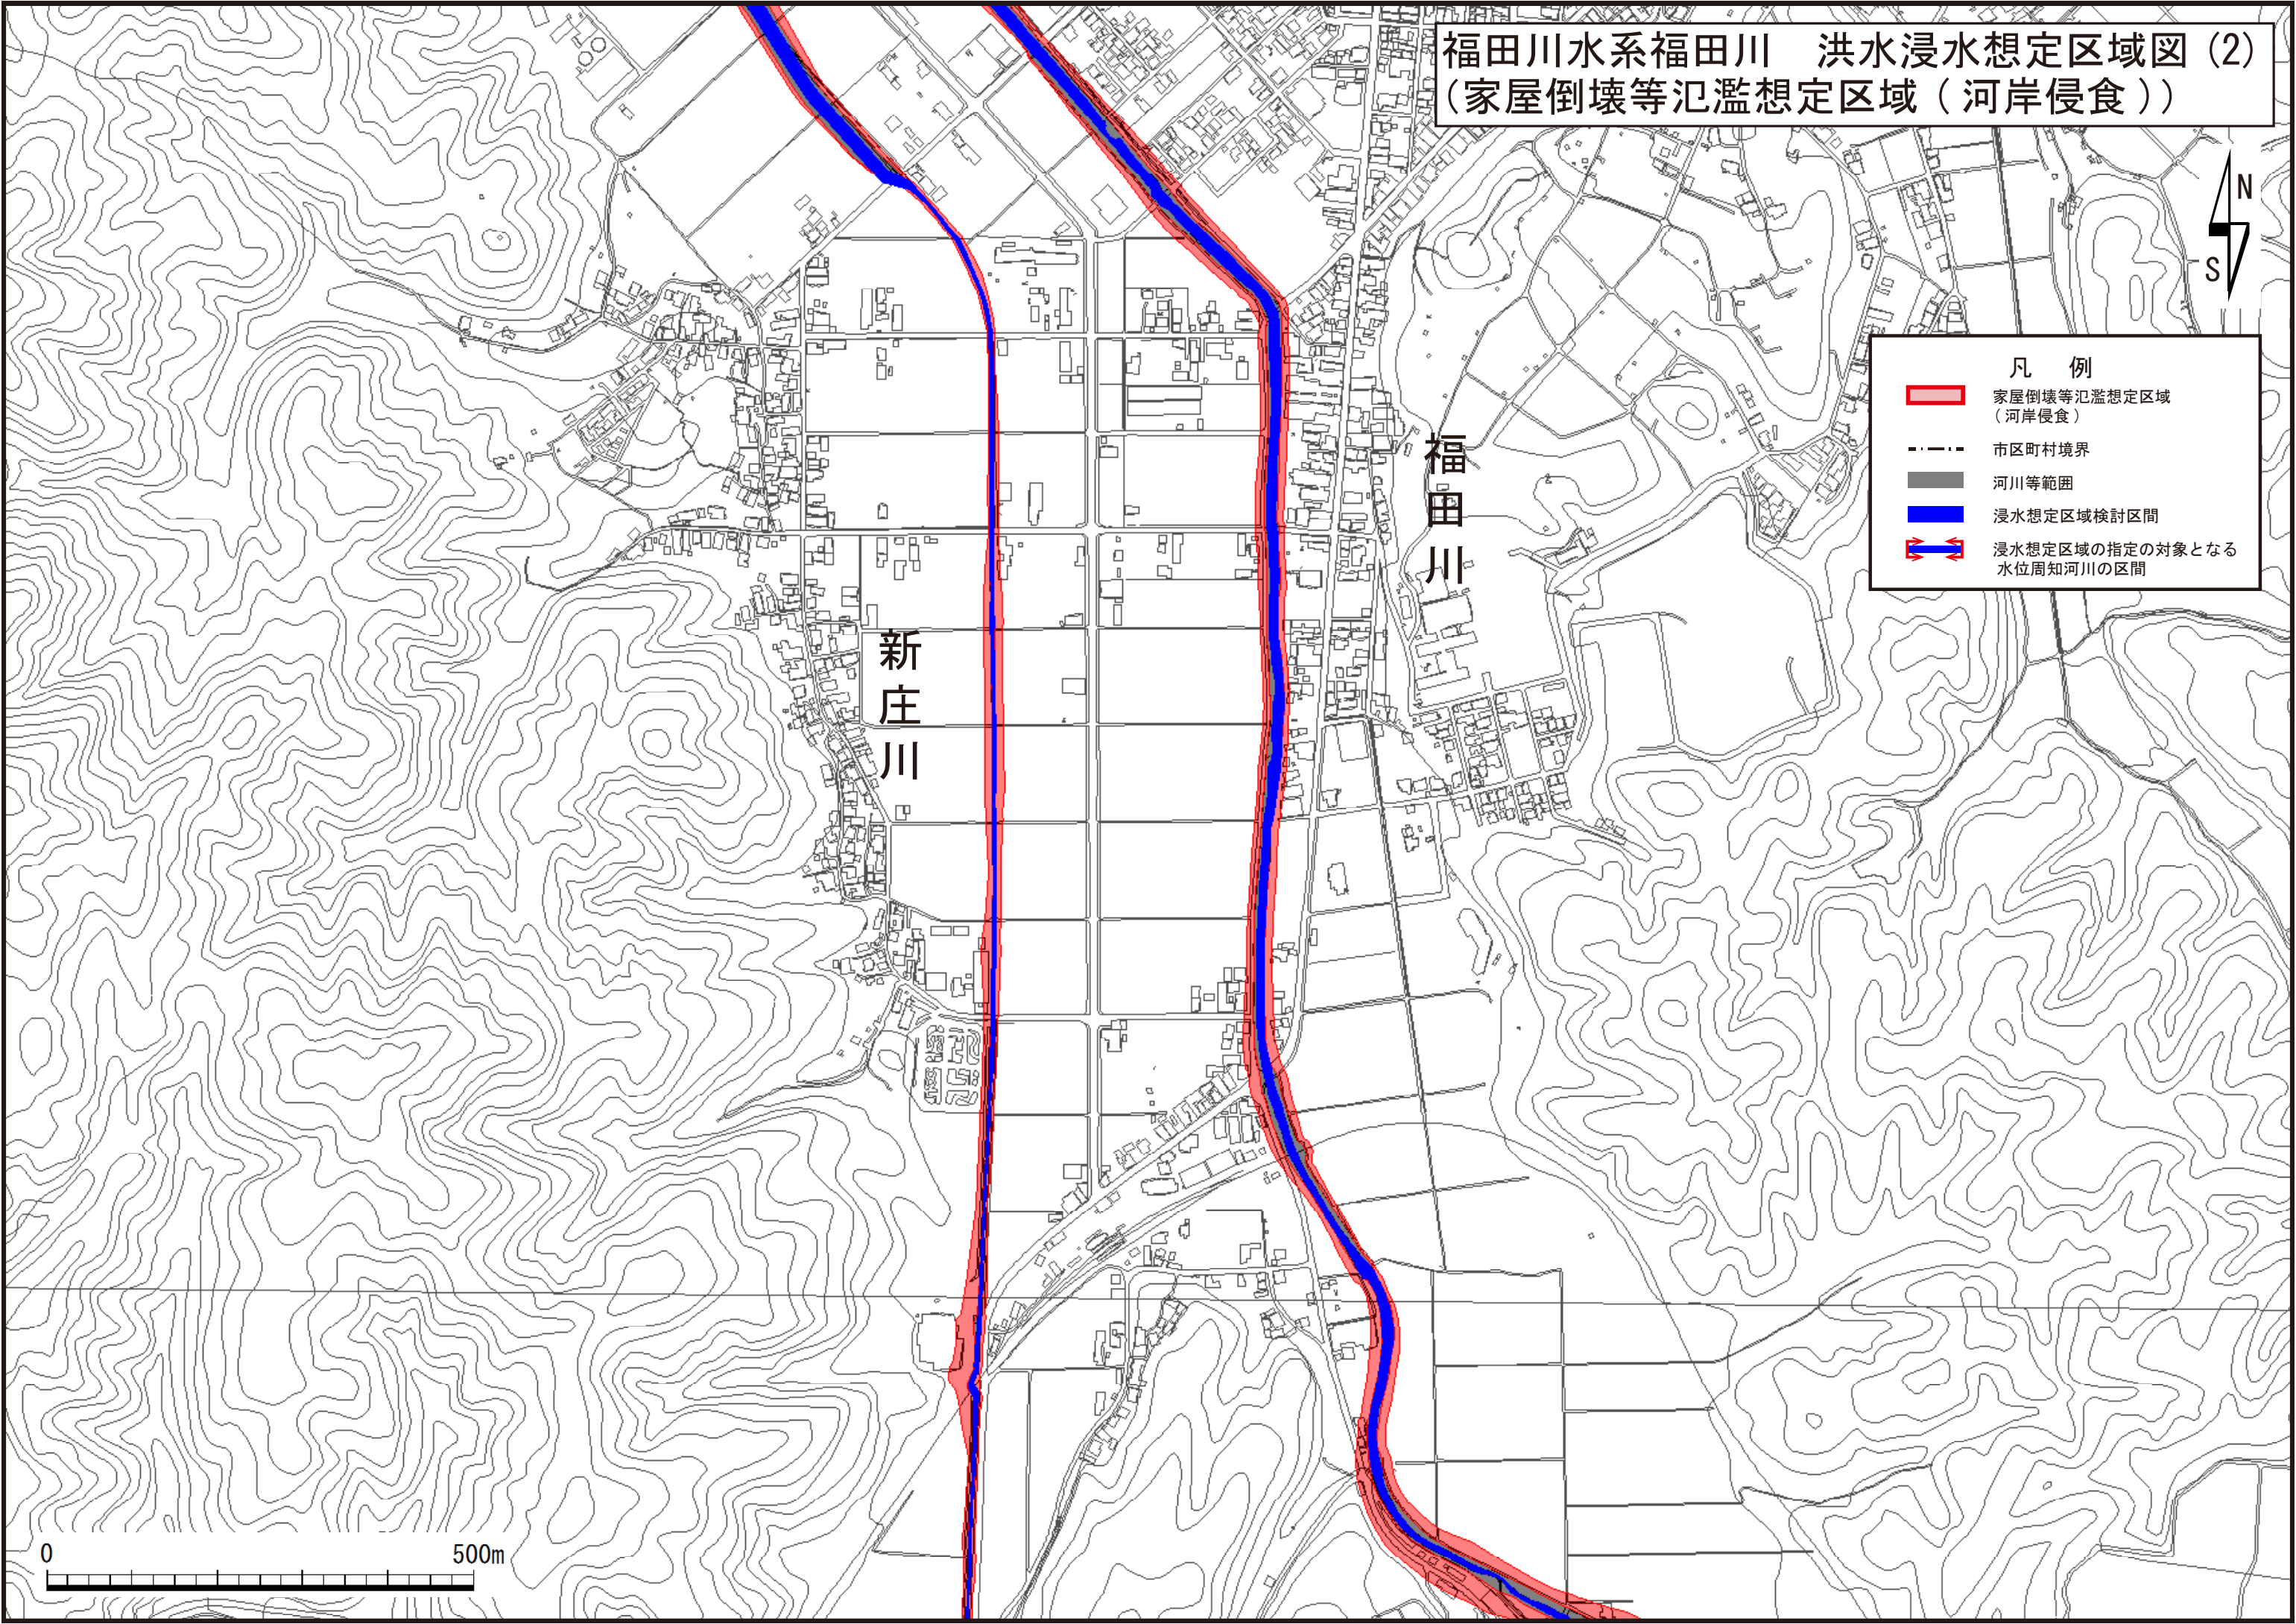 福田川水系福田川　洪水浸水想定区域図 (2)
(家屋倒壊等氾濫想定区域 ( 河岸侵食 ) )
N
S
凡　例
家屋倒壊等氾濫想定区域
( 河岸侵食 )
市区町村境界
河川等範囲
浸水想定区域検討区間
浸水想定区域の指定の対象となる
水位周知河川の区間
福田川
新庄川
0
500m